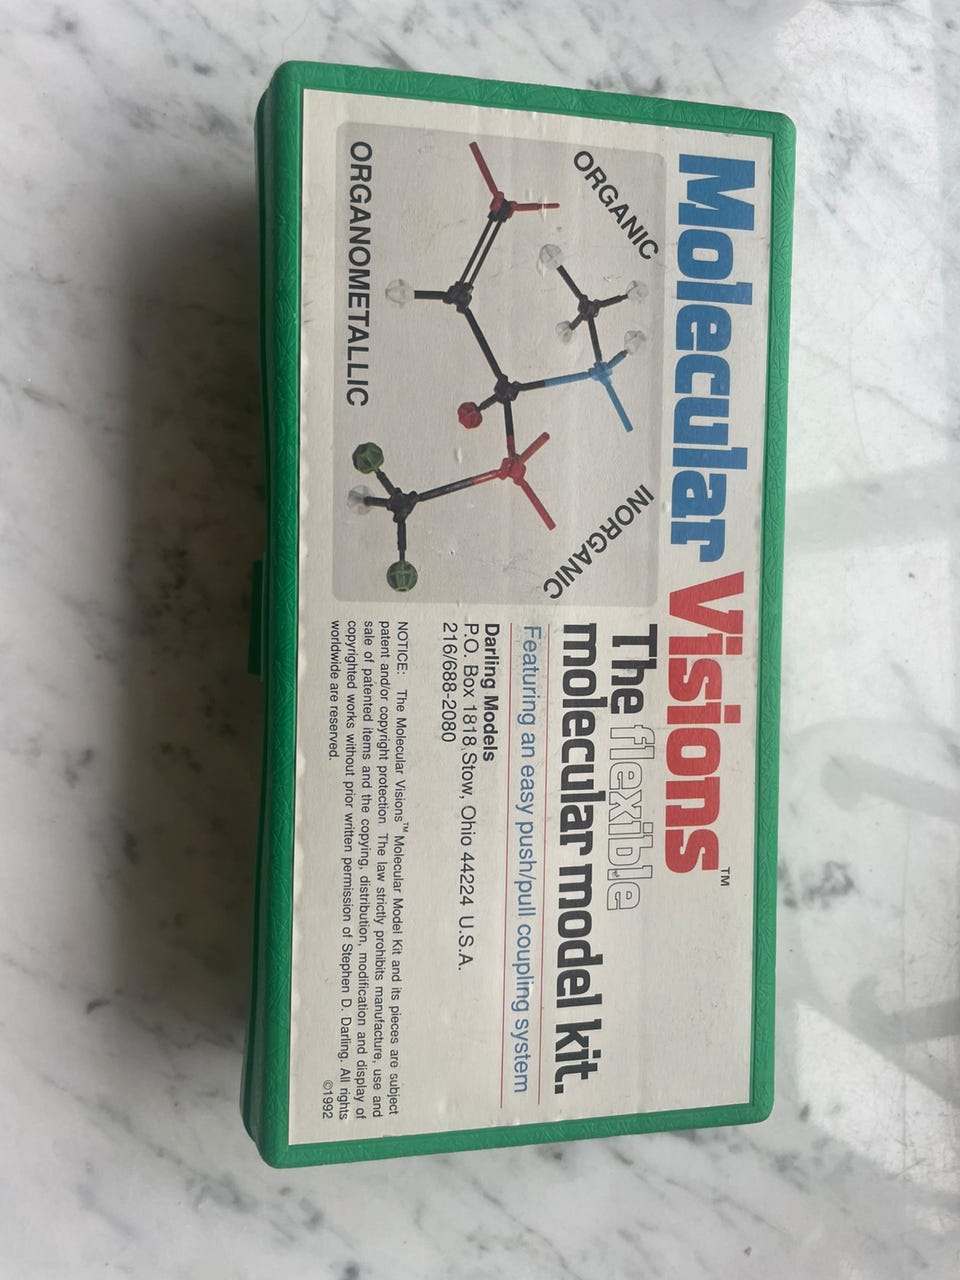 Molecular Visions™
ORGANIC
INORGANIC
ORGANOMETALLIC
The flexible
molecular model kit.
Featuring an easy push/pull coupling system
Darling Models
P.O. Box 1818 Stow, Ohio 44224 U.S.A.
216/688-2080
NOTICE: The Molecular Visions™ Molecular Model Kit and its pieces are subject
patent and/or copyright protection. The law strictly prohibits manufacture, use and
sale of patented items and the copying, distribution, modification and display of
copyrighted works without prior written permission of Stephen D. Darling. All rights
worldwide are reserved.
©1992